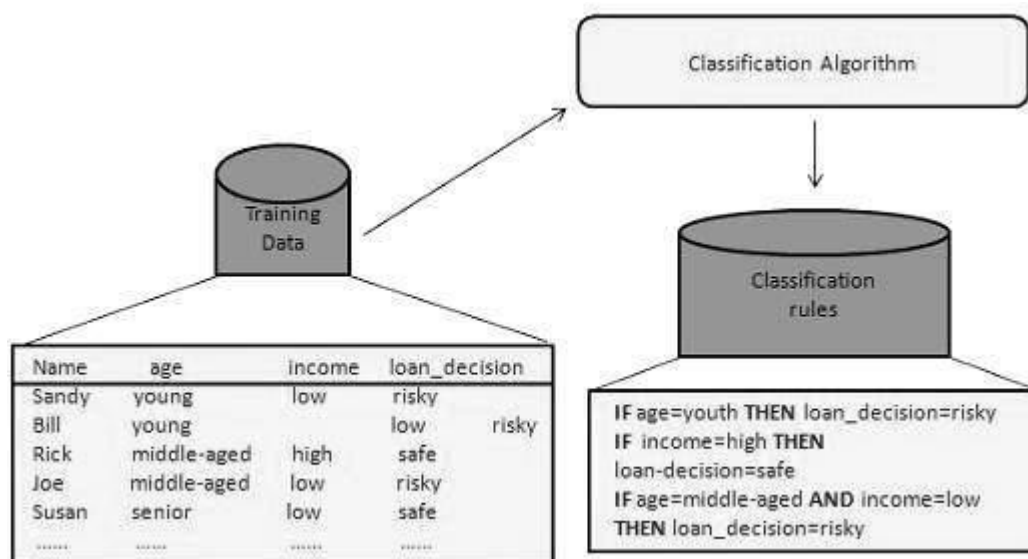 Classification Algorithm
Training
Data
Classification
rules
Name age income loan_decision
Sandy young low risky
Bill young low risky
Rick middle-aged high safe
Joe middle-aged low risky
Susan senior low safe
...... ...... ...... ......
IF age=youth THEN loan_decision=risky
IF income=high THEN
loan-decision=safe
IF age=middle-aged AND income=low
THEN loan_decision=risky